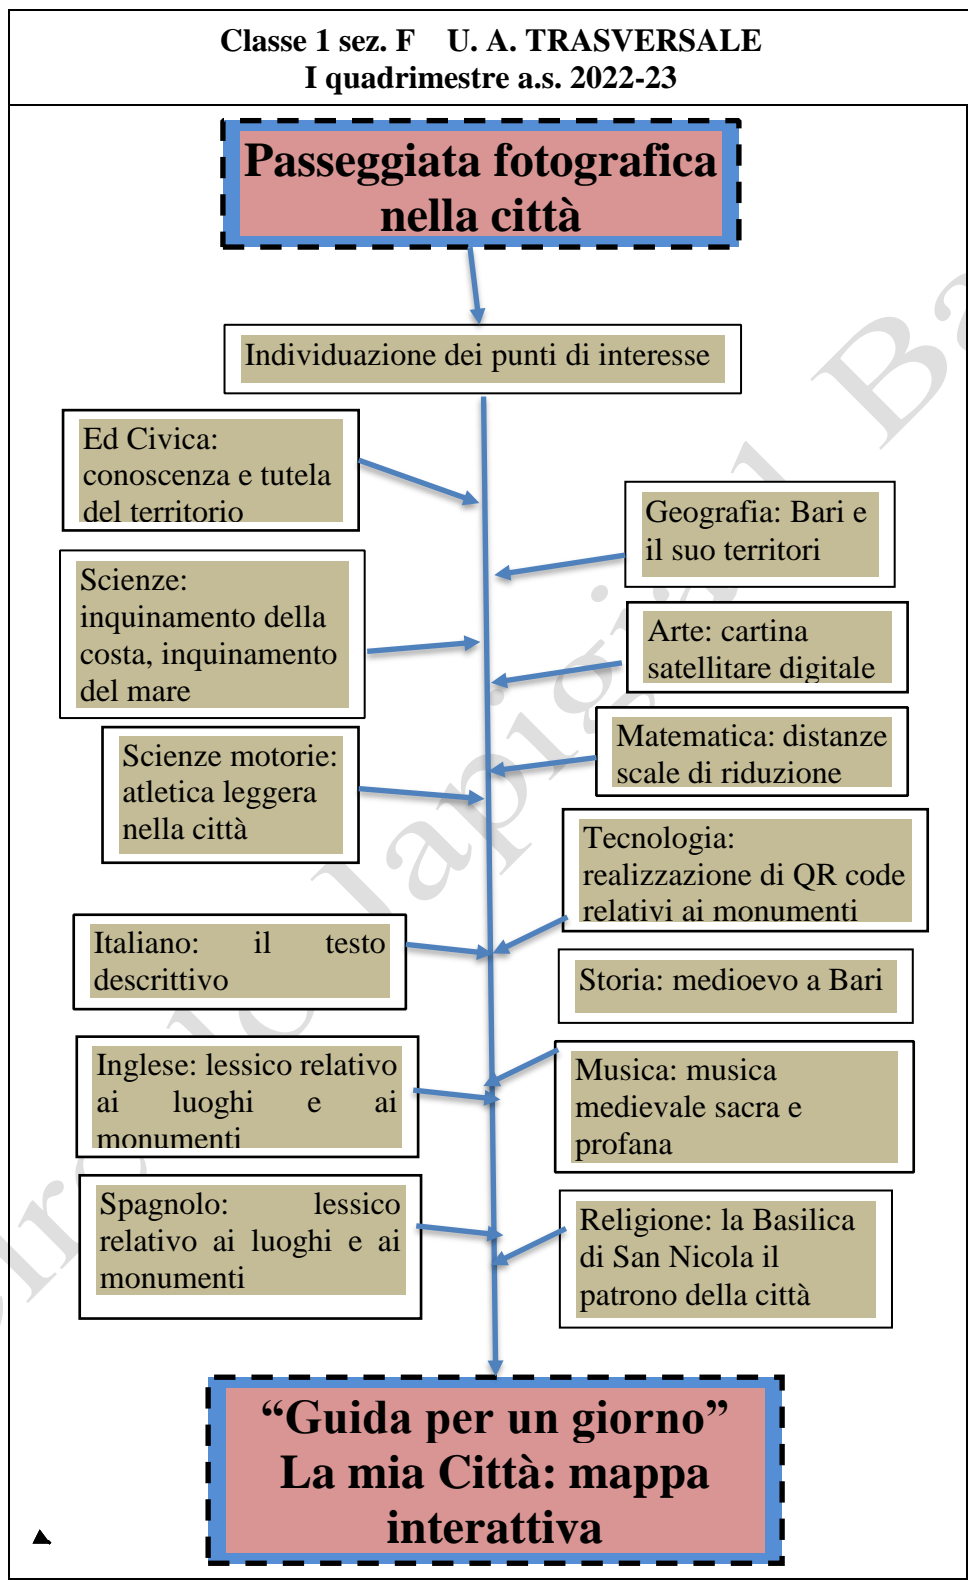 Classe 1 sez. F U. A. TRASVERSALE
I quadrimestre a.s. 2022-23
Passeggiata fotografica
nella città
Individuazione dei punti di interesse
Ed Civica:
conoscenza e tutela
del territorio
Geografia: Bari e
il suo territori
Scienze:
inquinamento della
costa, inquinamento
del mare
Arte: cartina
satellitare digitale
Matematica: distanze
scale di riduzione
Scienze motorie:
atletica leggera
nella città
Tecnologia:
realizzazione di QR code
relativi ai monumenti
Italiano: il testo
descrittivo
Storia: medioevo a Bari
Inglese: lessico relativo
ai luoghi e ai
monumenti
Musica: musica
medievale sacra e
profana
Spagnolo: lessico
relativo ai luoghi e ai
monumenti
Religione: la Basilica
di San Nicola il
patrono della città
“Guida per un giorno”
La mia Città: mappa
interattiva